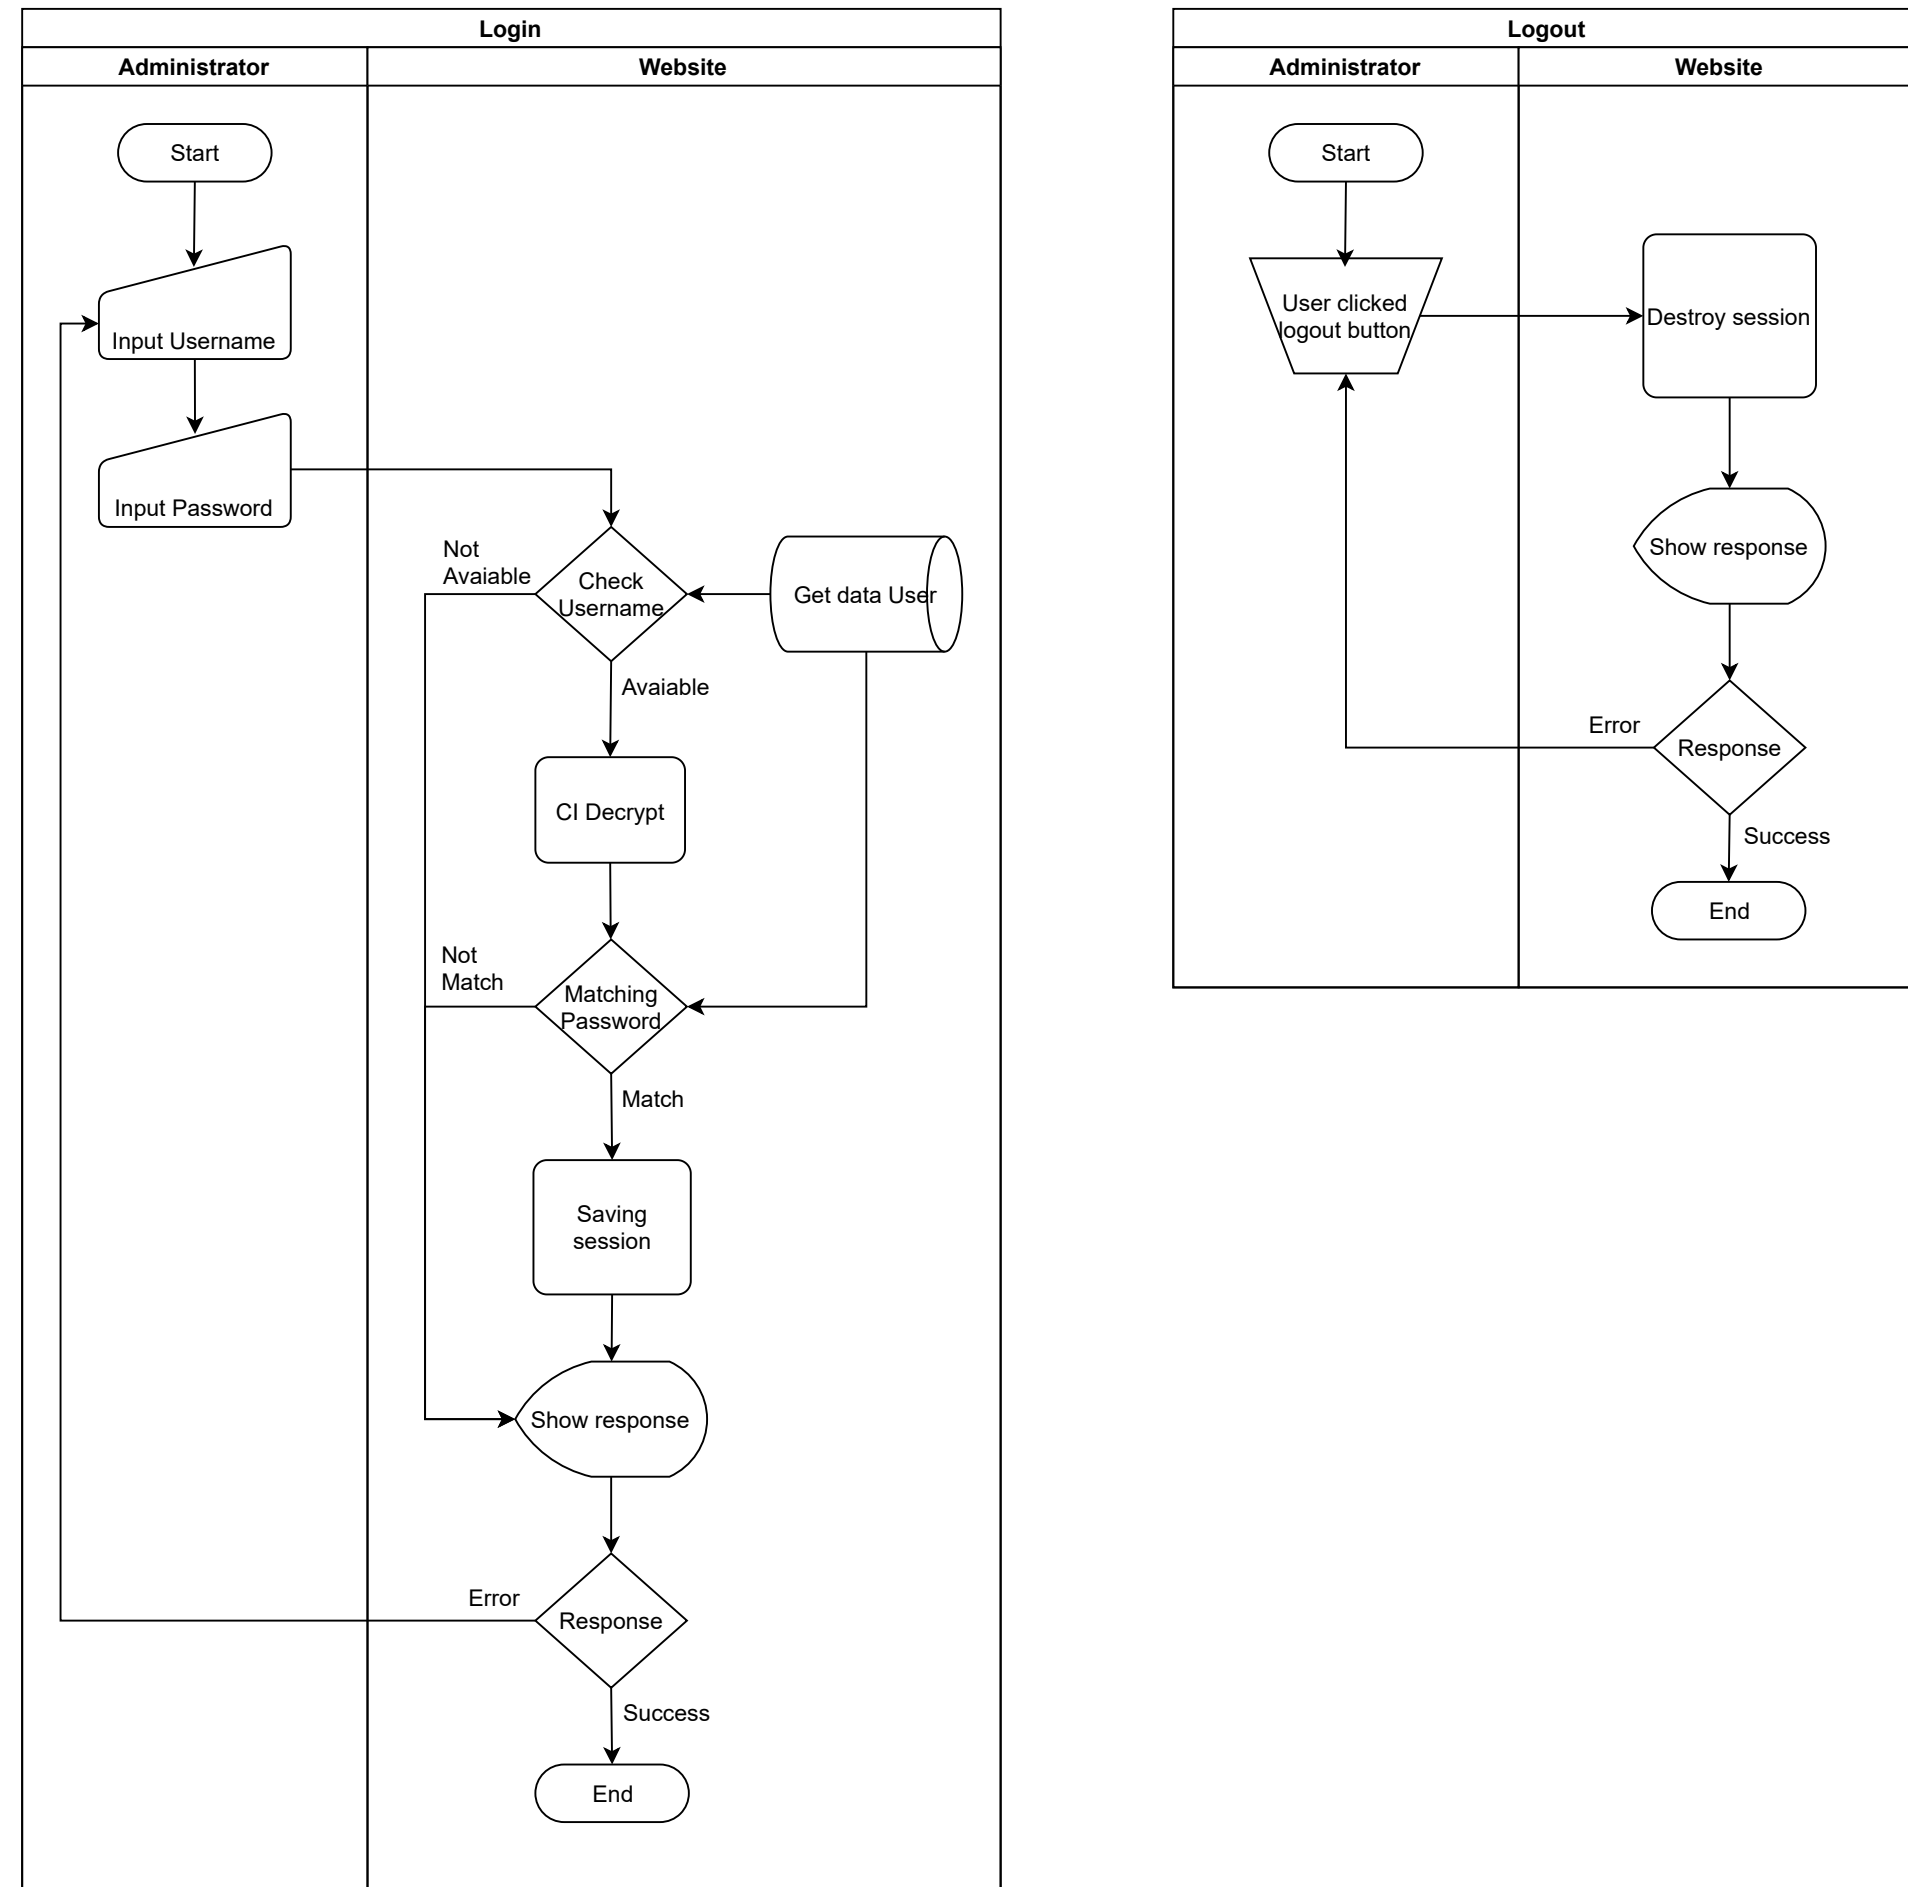 Login
Administrator
Website
Start
Input Username
Input Password
Not
Avaiable
Check
Username
Get data User
Avaiable
CI Decrypt
Not
Match
Matching
Password
Match
Saving
session
Show response
Error
Response
Success
End
Logout
Administrator
Website
Start
User clicked
logout button
Destroy session
Show response
Error
Response
Success
End